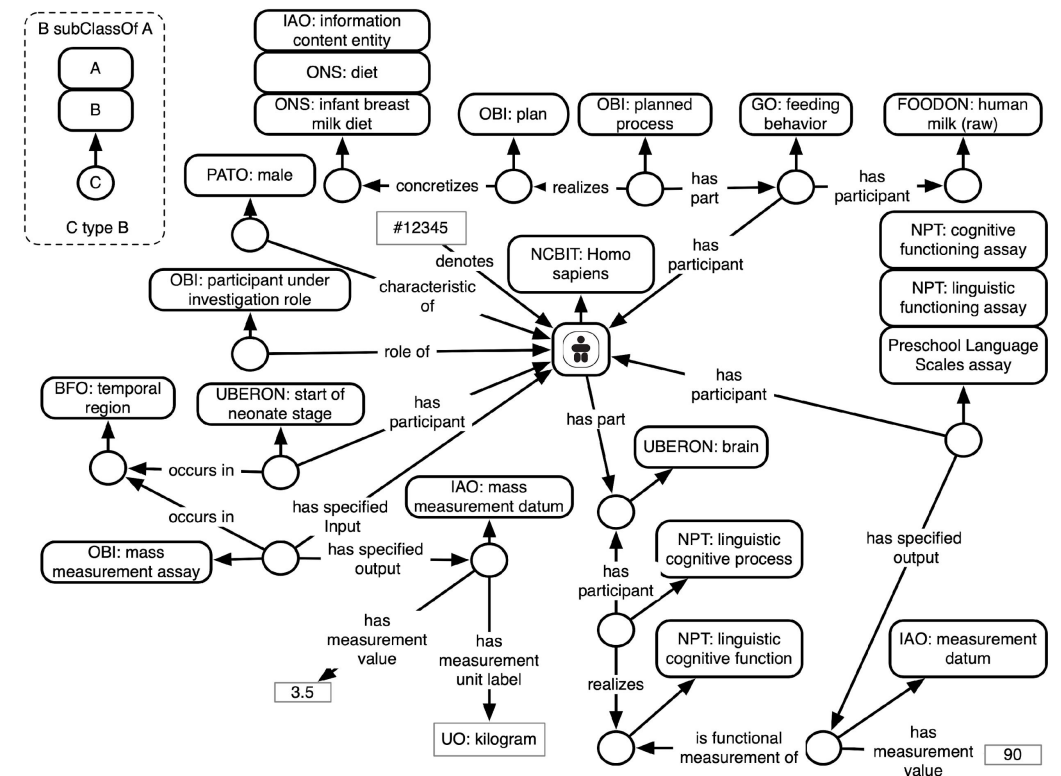 B subClassOf A
A
B
C
C type B
IAO: information
content entity
ONS: diet
ONS: infant breast
milk diet
OBI: plan
OBI: planned
process
GO: feeding
behavior
FOODON: human
milk (raw)
PATO: male
concretizes
realizes
has
part
has
participant
#12345
denotes
NCBIT: Homo
sapiens
has
participant
NPT: cognitive
functioning assay
NPT: linguistic
functioning assay
Preschool Language
Scales assay
OBI: participant under
investigation role
characteristic
of
role of
BFO: temporal
region
UBERON: start of
neonate stage
has
participant
has
participant
has part
UBERON: brain
occurs in
occurs in
has specified
Input
IAO: mass
measurement datum
OBI: mass
measurement assay
has specified
output
NPT: linguistic
cognitive process
has
participant
has specified
output
has
measurement
value
has
measurement
unit label
3.5
UO: kilogram
NPT: linguistic
cognitive function
realizes
IAO: measurement
datum
is functional
measurement of
has
measurement
value
90